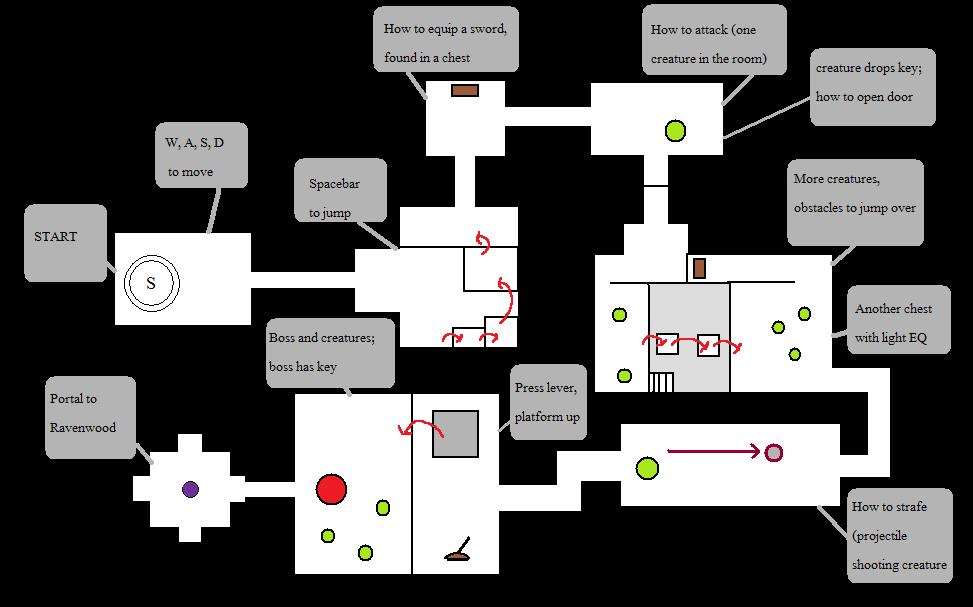 How to equip a sword,
found in a chest
How to attack (one
creature in the room)
creature drops key;
how to open door
W, A, S, D
to move
Spacebar
to jump
More creatures,
obstacles to jump over
START
S
Another chest
with light EQ
Boss and creatures;
boss has key
Press lever,
platform up
Portal to
Ravenwood
How to strafe
(projectile
shooting creature